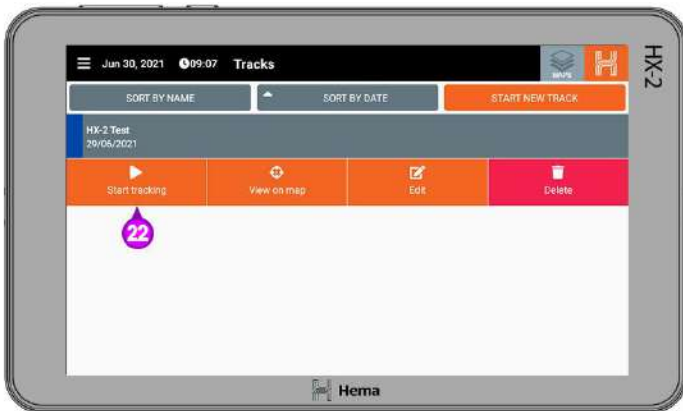 Jun 30, 2021 09:07 Tracks
MAPS
SORT BY NAME SORT BY DATE START NEW TRACK
HX-2 Test
29/06/2021
Start tracking View on map Edit Delete
22
Hema
HX-2